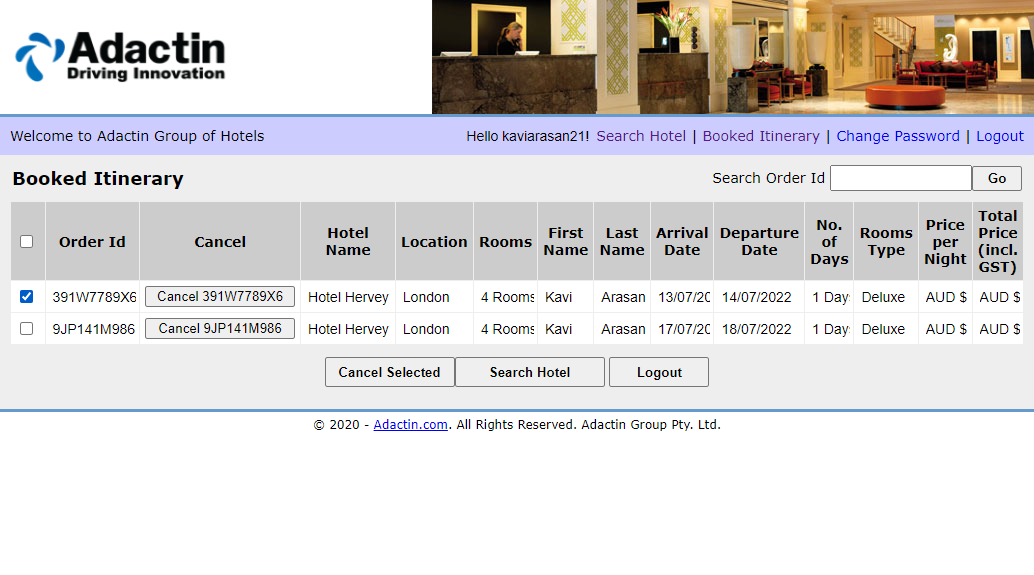 Adactin
Driving Innovation
Welcome to Adactin Group of Hotels
Hello kaviarasan21! Search Hotel | Booked Itinerary | Change Password | Logout
Booked Itinerary
Search Order Id Go
Order Id Cancel Hotel Name Location Rooms First Name Last Name Arrival Date Departure Date No. of Days Rooms Type Price per Night Total Price (incl. GST)
391W7789X6 Cancel 391W7789X6 Hotel Hervey London 4 Rooms Kavi Arasan 13/07/20 14/07/2022 1 Day Deluxe AUD $ AUD $
9JP141M986 Cancel 9JP141M986 Hotel Hervey London 4 Rooms Kavi Arasan 17/07/20 18/07/2022 1 Day Deluxe AUD $ AUD $
Cancel Selected Search Hotel Logout
© 2020 - Adactin.com. All Rights Reserved. Adactin Group Pty. Ltd.